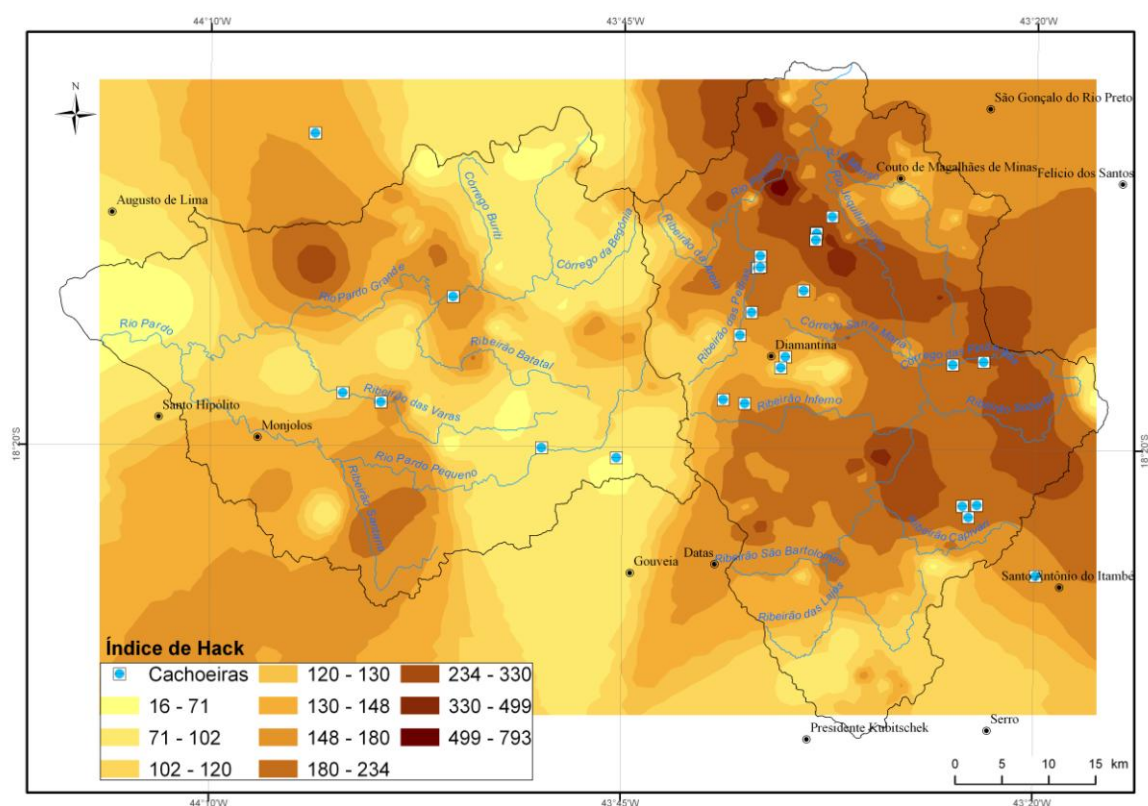 44°10'W 43°45'W 43°20'W
N
São Gonçalo do Rio Preto
Couto de Magalhães de Minas
Felício dos Santos
Augusto de Lima
Córrego Buriti
Córrego da Begônia
Ribeirão da Areia
Rio Jequitinhonha
Rio Pardo Grande
Rio Pardo
Ribeirão das Pedras
Córrego Santa Maria
Diamantina
Ribeirão Batatal
Santo Hipólito
Ribeirão das Varas
Ribeirão Inferno
Monjolos
18°20'S 18°20'S
Rio Pardo Pequeno
Ribeirão Santana
Ribeirão Capivari
Gouveia
Datas
Ribeirão São Bartolomeu
Santo Antônio do Itambé
Ribeirão das Lajes
Índice de Hack
Cachoeiras 120 - 130 234 - 330
16 - 71 130 - 148 330 - 499
71 - 102 148 - 180 499 - 793
102 - 120 180 - 234
Presidente Kubitschek
Serro
0 5 10 15 km
44°10'W 43°45'W 43°20'W